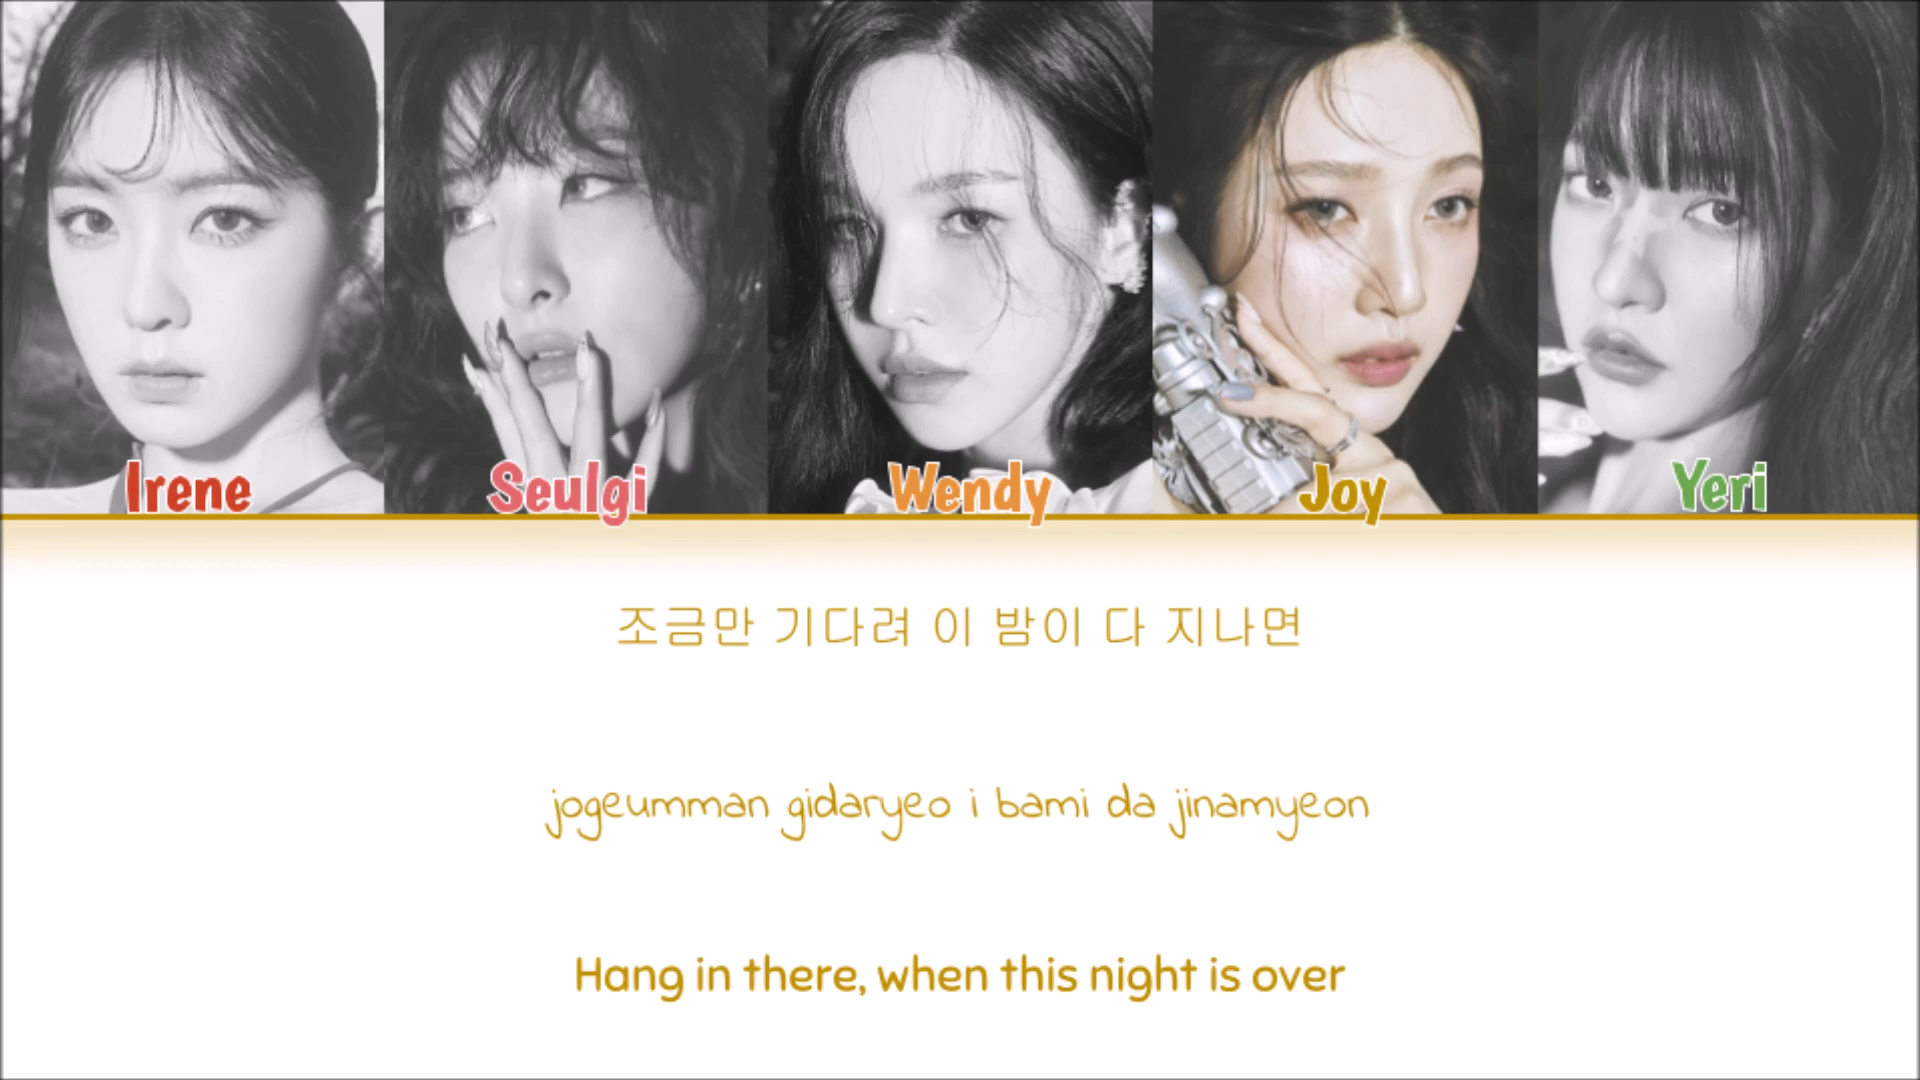 Irene Seulgi Wendy Joy Yeri
조금만 기다려 이 밤이 다 지나면
jogeumman gidaryeo i bami da jinamyeon
Hang in there, when this night is over